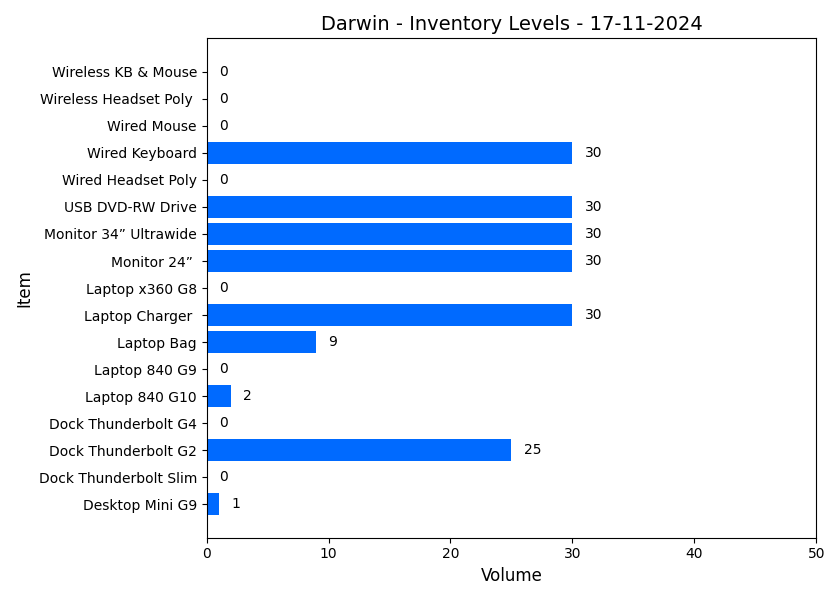 Darwin - Inventory Levels - 17-11-2024
Wireless KB & Mouse 0
Wireless Headset Poly 0
Wired Mouse 0
Wired Keyboard 30
Wired Headset Poly 0
USB DVD-RW Drive 30
Monitor 34” Ultrawide 30
Monitor 24” 30
Laptop x360 G8 0
Laptop Charger 30
Laptop Bag 9
Laptop 840 G9 0
Laptop 840 G10 2
Dock Thunderbolt G4 0
Dock Thunderbolt G2 25
Dock Thunderbolt Slim 0
Desktop Mini G9 1
Item
0 10 20 30 40 50
Volume